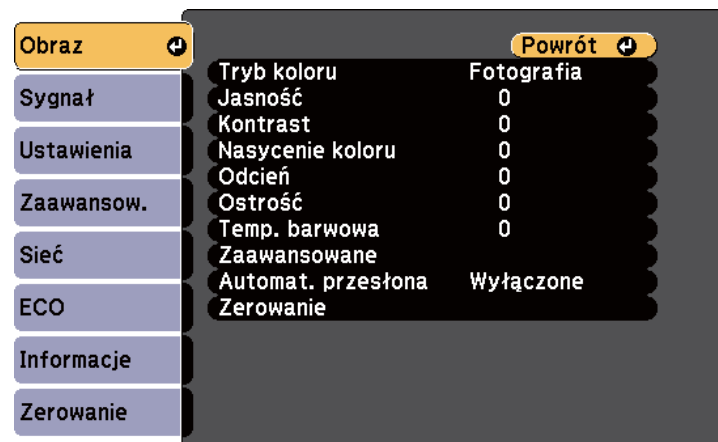 Obraz
Sygnał
Ustawienia
Zaawansow.
Sieć
ECO
Informacje
Zerowanie
Powrót
Tryb koloru Fotografia
Jasność 0
Kontrast 0
Nasycenie koloru 0
Odcień 0
Ostrość 0
Temp. barwowa 0
Zaawansowane
Automat. przesłona Wyłączone
Zerowanie